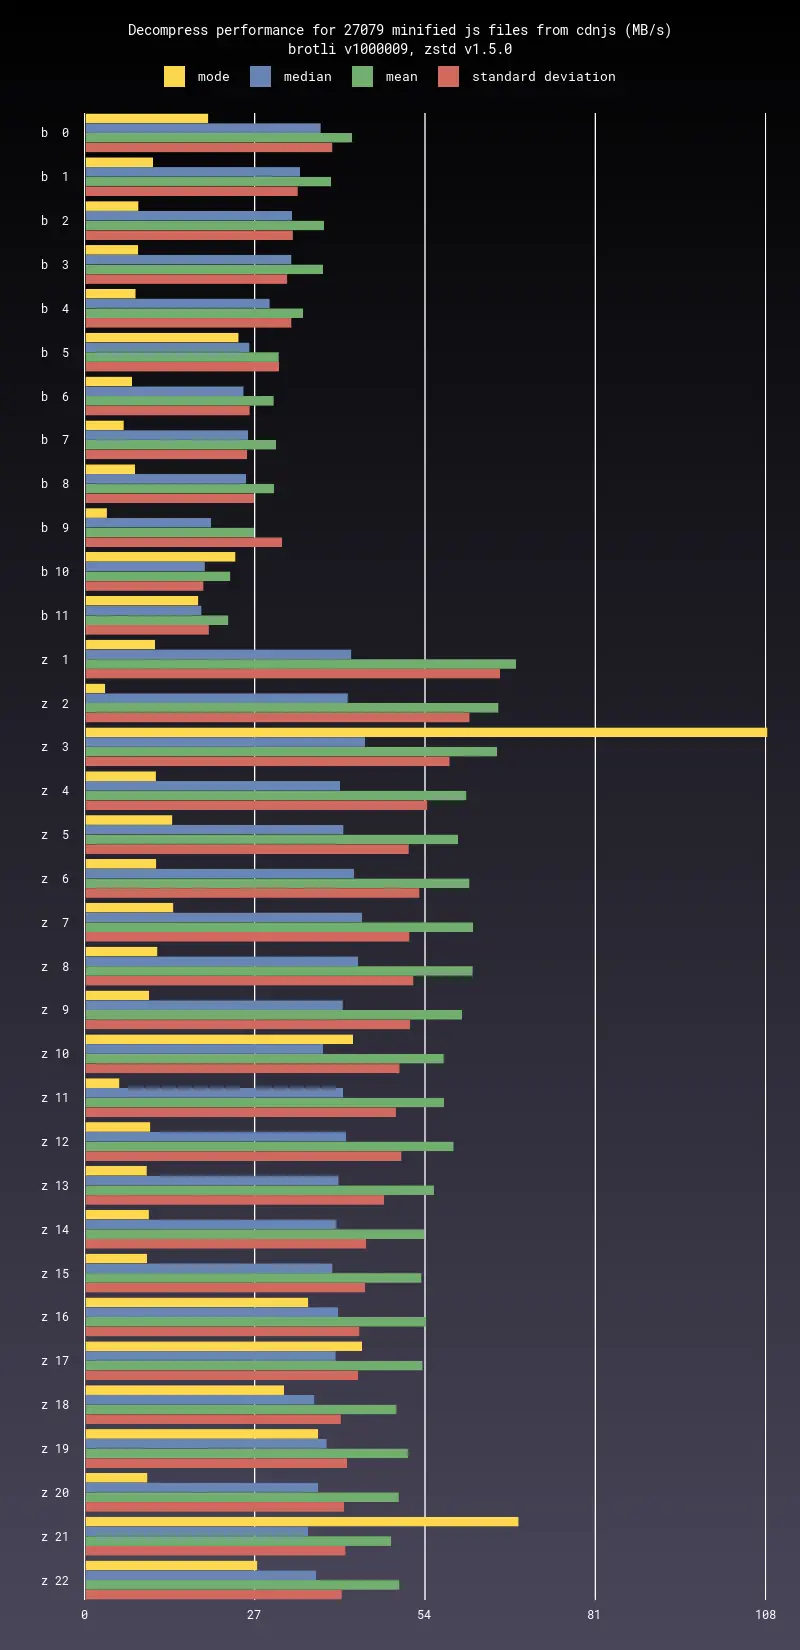 Decompress performance for 27079 minified js files from cdnjs (MB/s)
brotli v1000009, zstd v1.5.0
mode median mean standard deviation
b 0
b 1
b 2
b 3
b 4
b 5
b 6
b 7
b 8
b 9
b 10
b 11
z 1
z 2
z 3
z 4
z 5
z 6
z 7
z 8
z 9
z 10
z 11
z 12
z 13
z 14
z 15
z 16
z 17
z 18
z 19
z 20
z 21
z 22
0 27 54 81 108